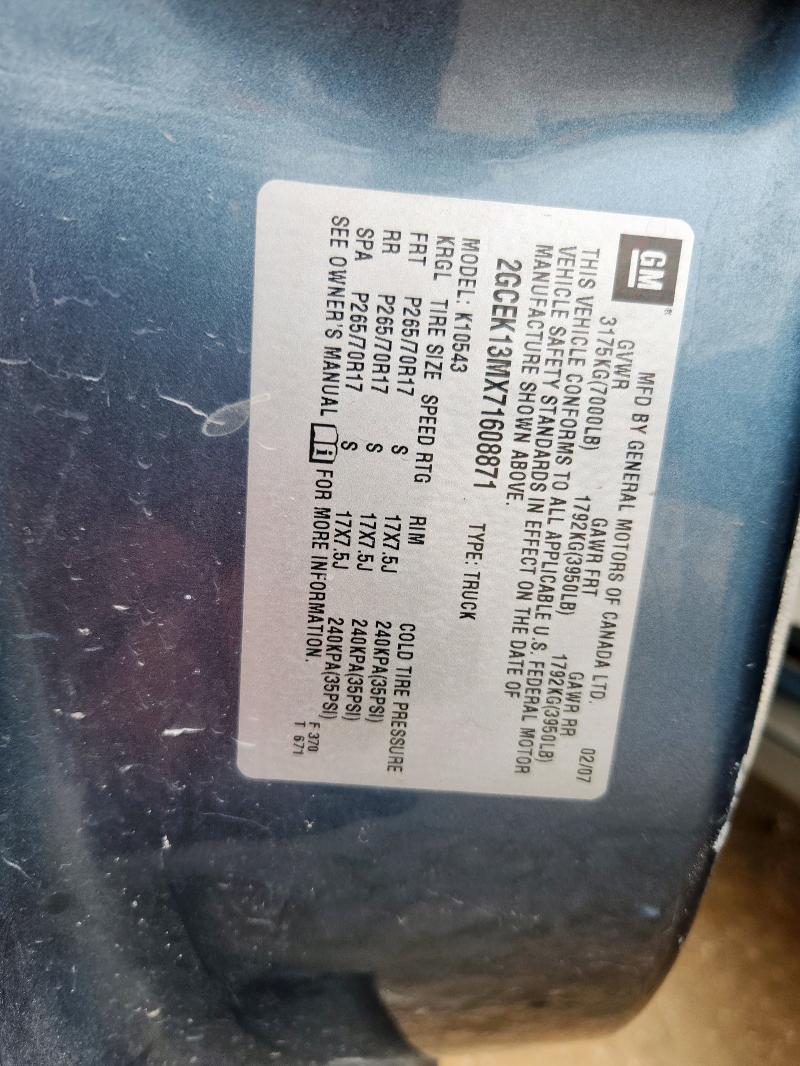 GM®
MFD BY GENERAL MOTORS OF CANADA LTD.
GVWR GAWR FRT GAWR RR 02/07
3175KG(7000LB) 1792KG(3950LB) 1792KG(3950LB)
THIS VEHICLE CONFORMS TO ALL APPLICABLE U.S. FEDERAL MOTOR
VEHICLE SAFETY STANDARDS IN EFFECT ON THE DATE OF
MANUFACTURE SHOWN ABOVE.
2GCEK13MX71608871 TYPE: TRUCK
MODEL: K10543
KRGL TIRE SIZE SPEED RTG RIM COLD TIRE PRESSURE
FRT P265/70R17 S 17X7.5J 240KPA(35PSI)
RR P265/70R17 S 17X7.5J 240KPA(35PSI)
SPA P265/70R17 S 17X7.5J 240KPA(35PSI)
SEE OWNER'S MANUAL i FOR MORE INFORMATION.
F 370
T 671